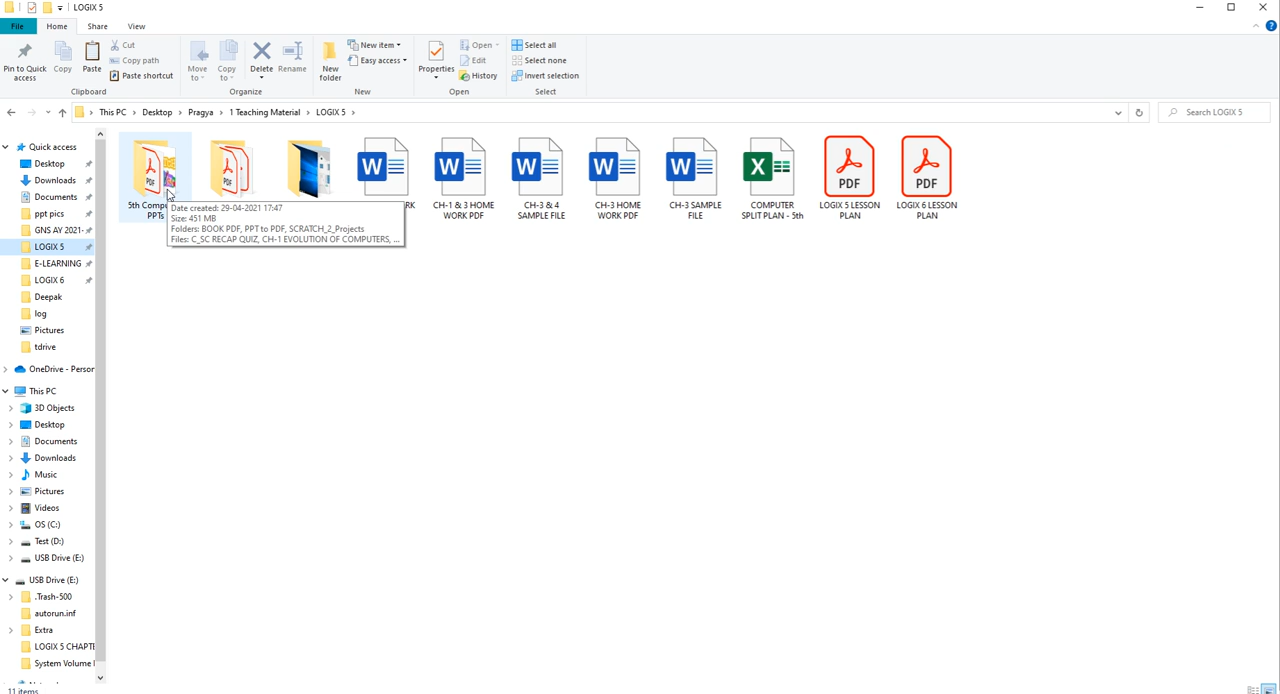 LOGIX 5
File
Home
Share
View
Pin to Quick access
Copy
Paste
Cut
Copy path
Paste shortcut
Clipboard
Move to
Copy to
Delete
Rename
Organize
New folder
New item
Easy access
New
Properties
Open
Edit
History
Open
Select all
Select none
Invert selection
Select
This PC > Desktop > Pragya > 1 Teaching Material > LOGIX 5 >
Search LOGIX 5
Quick access
Desktop
Downloads
Documents
ppt pics
GNS AY 2021-
LOGIX 5
E-LEARNING
LOGIX 6
Deepak
log
Pictures
tdrive
OneDrive - Person
This PC
3D Objects
Desktop
Documents
Downloads
Music
Pictures
Videos
OS (C:)
Test (D:)
USB Drive (E:)
USB Drive (E:)
.Trash-500
autorun.inf
Extra
LOGIX 5 CHAPTE
System Volume
11 items
5th Compu
PPTs
Date created: 29-04-2021 17:47
Size: 451 MB
Folders: BOOK PDF, PPT to PDF, SCRATCH_2_Projects
Files: C_SC RECAP QUIZ, CH-1 EVOLUTION OF COMPUTERS, ...
RK
CH-1 & 3 HOME
WORK PDF
CH-3 & 4
SAMPLE FILE
CH-3 HOME
WORK PDF
CH-3 SAMPLE
FILE
COMPUTER
SPLIT PLAN - 5th
PDF
LOGIX 5 LESSON
PLAN
PDF
LOGIX 6 LESSON
PLAN